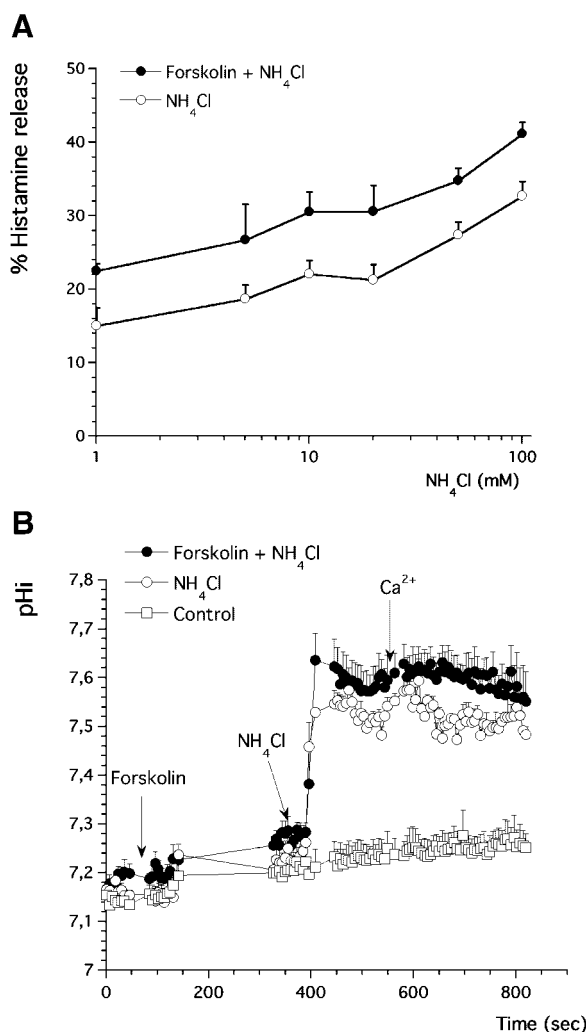 A
Forskolin + NH₄Cl
NH₄Cl
% Histamine release
50
40
30
20
10
0
1
10
100
NH₄Cl (mM)
B
Forskolin + NH₄Cl
NH₄Cl
Control
pHi
7,8
7,7
7,6
7,5
7,4
7,3
7,2
7,1
7
Ca²⁺
NH₄Cl
Forskolin
0
200
400
600
800
1000
Time (sec)